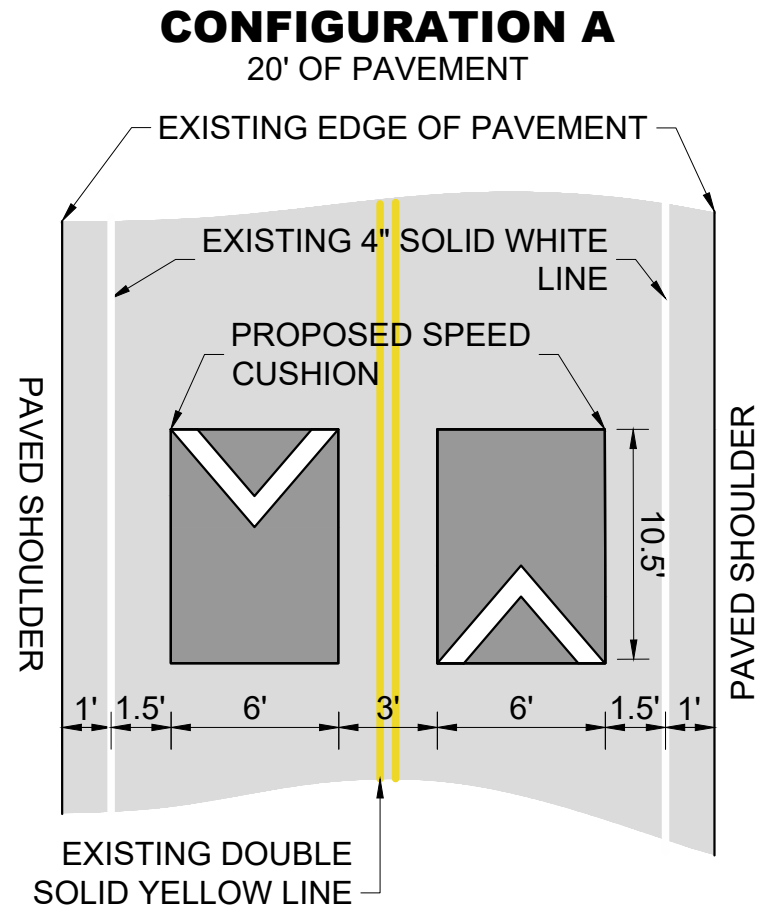 CONFIGURATION A
20' OF PAVEMENT
EXISTING EDGE OF PAVEMENT
EXISTING 4" SOLID WHITE
LINE
PROPOSED SPEED
CUSHION
PAVED SHOULDER
PAVED SHOULDER
10.5'
1' 1.5' 6' 3' 6' 1.5' 1'
EXISTING DOUBLE
SOLID YELLOW LINE